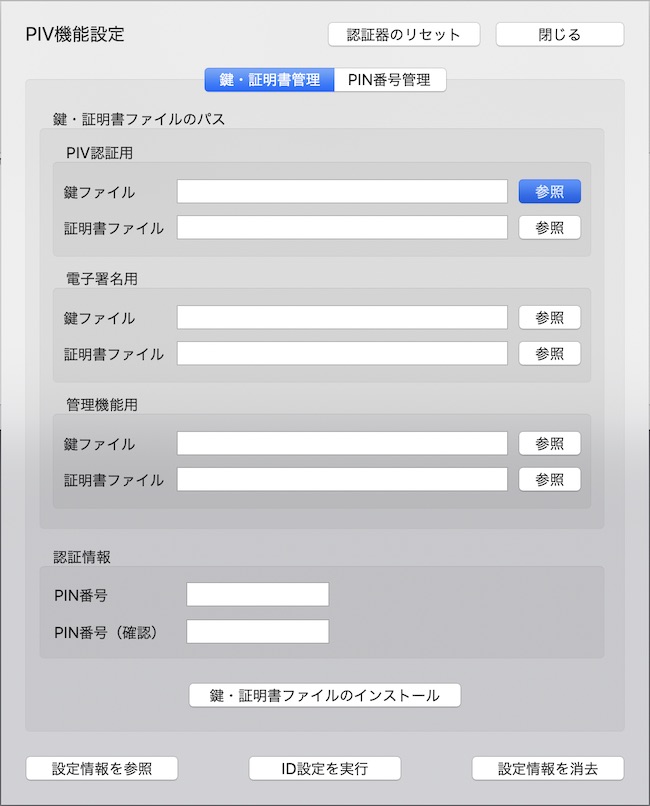 PIV機能設定
認証器のリセット
閉じる
鍵・証明書管理
PIN番号管理
鍵・証明書ファイルのパス
PIV認証用
鍵ファイル
参照
証明書ファイル
参照
電子署名用
鍵ファイル
参照
証明書ファイル
参照
管理機能用
鍵ファイル
参照
証明書ファイル
参照
認証情報
PIN番号
PIN番号（確認）
鍵・証明書ファイルのインストール
設定情報を参照
ID設定を実行
設定情報を消去